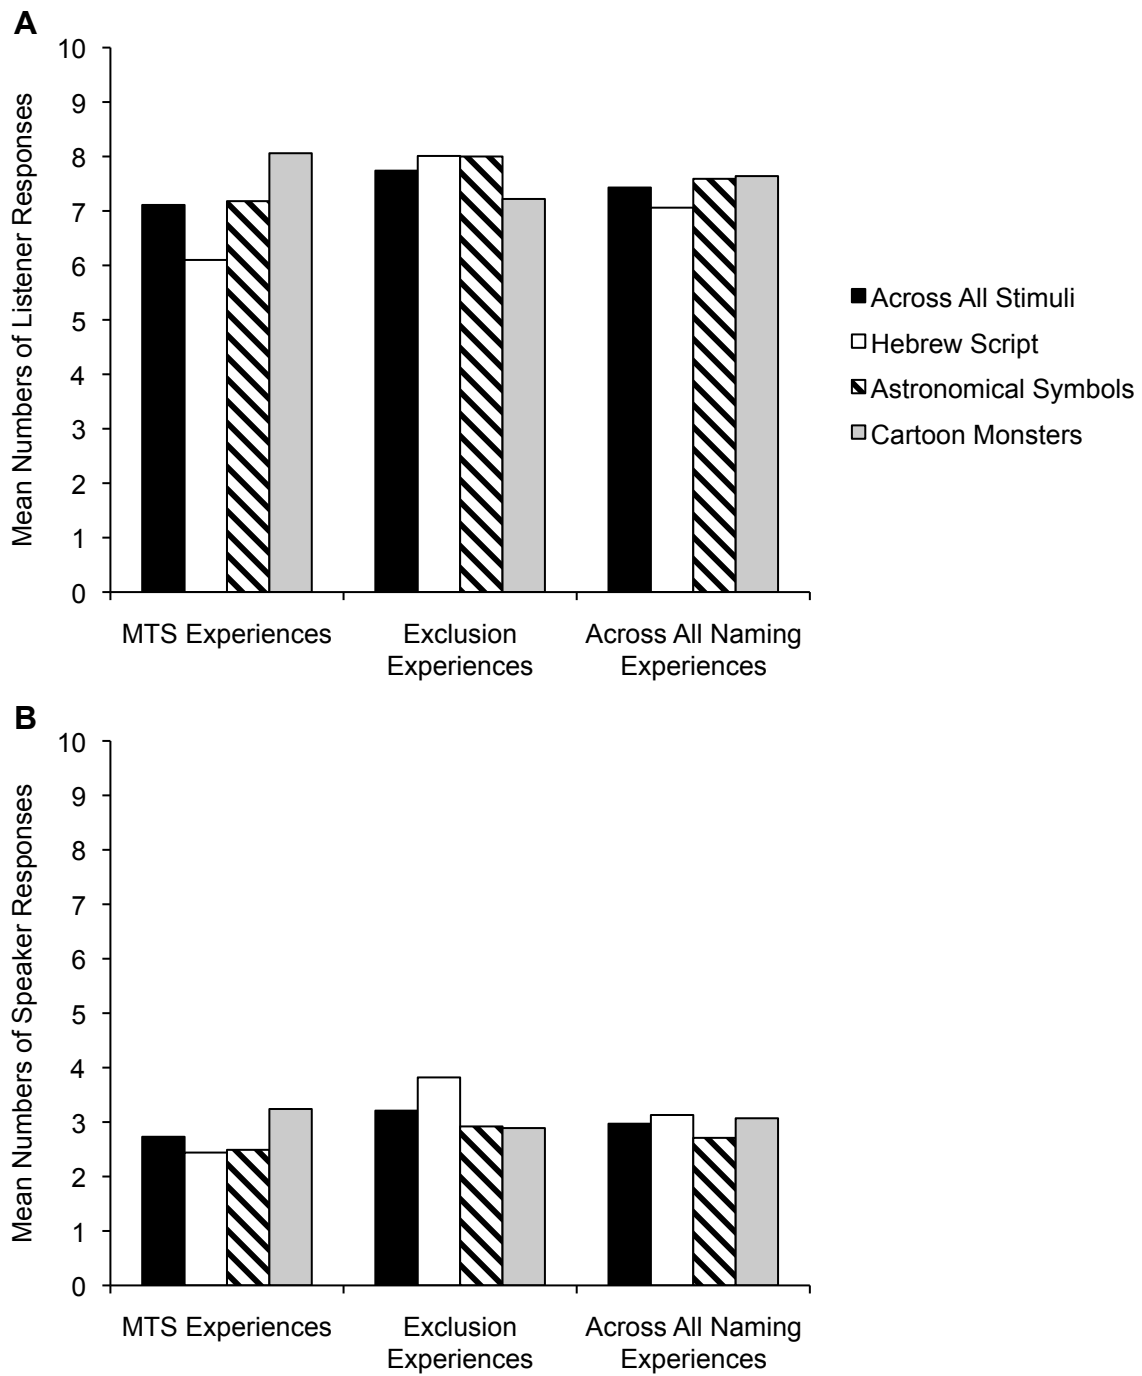 A
10
9
8
7
6
5
4
3
2
1
0
Mean Numbers of Listener Responses
MTS Experiences
Exclusion
Experiences
Across All Naming
Experiences
Across All Stimuli
Hebrew Script
Astronomical Symbols
Cartoon Monsters
B
10
9
8
7
6
5
4
3
2
1
0
Mean Numbers of Speaker Responses
MTS Experiences
Exclusion
Experiences
Across All Naming
Experiences